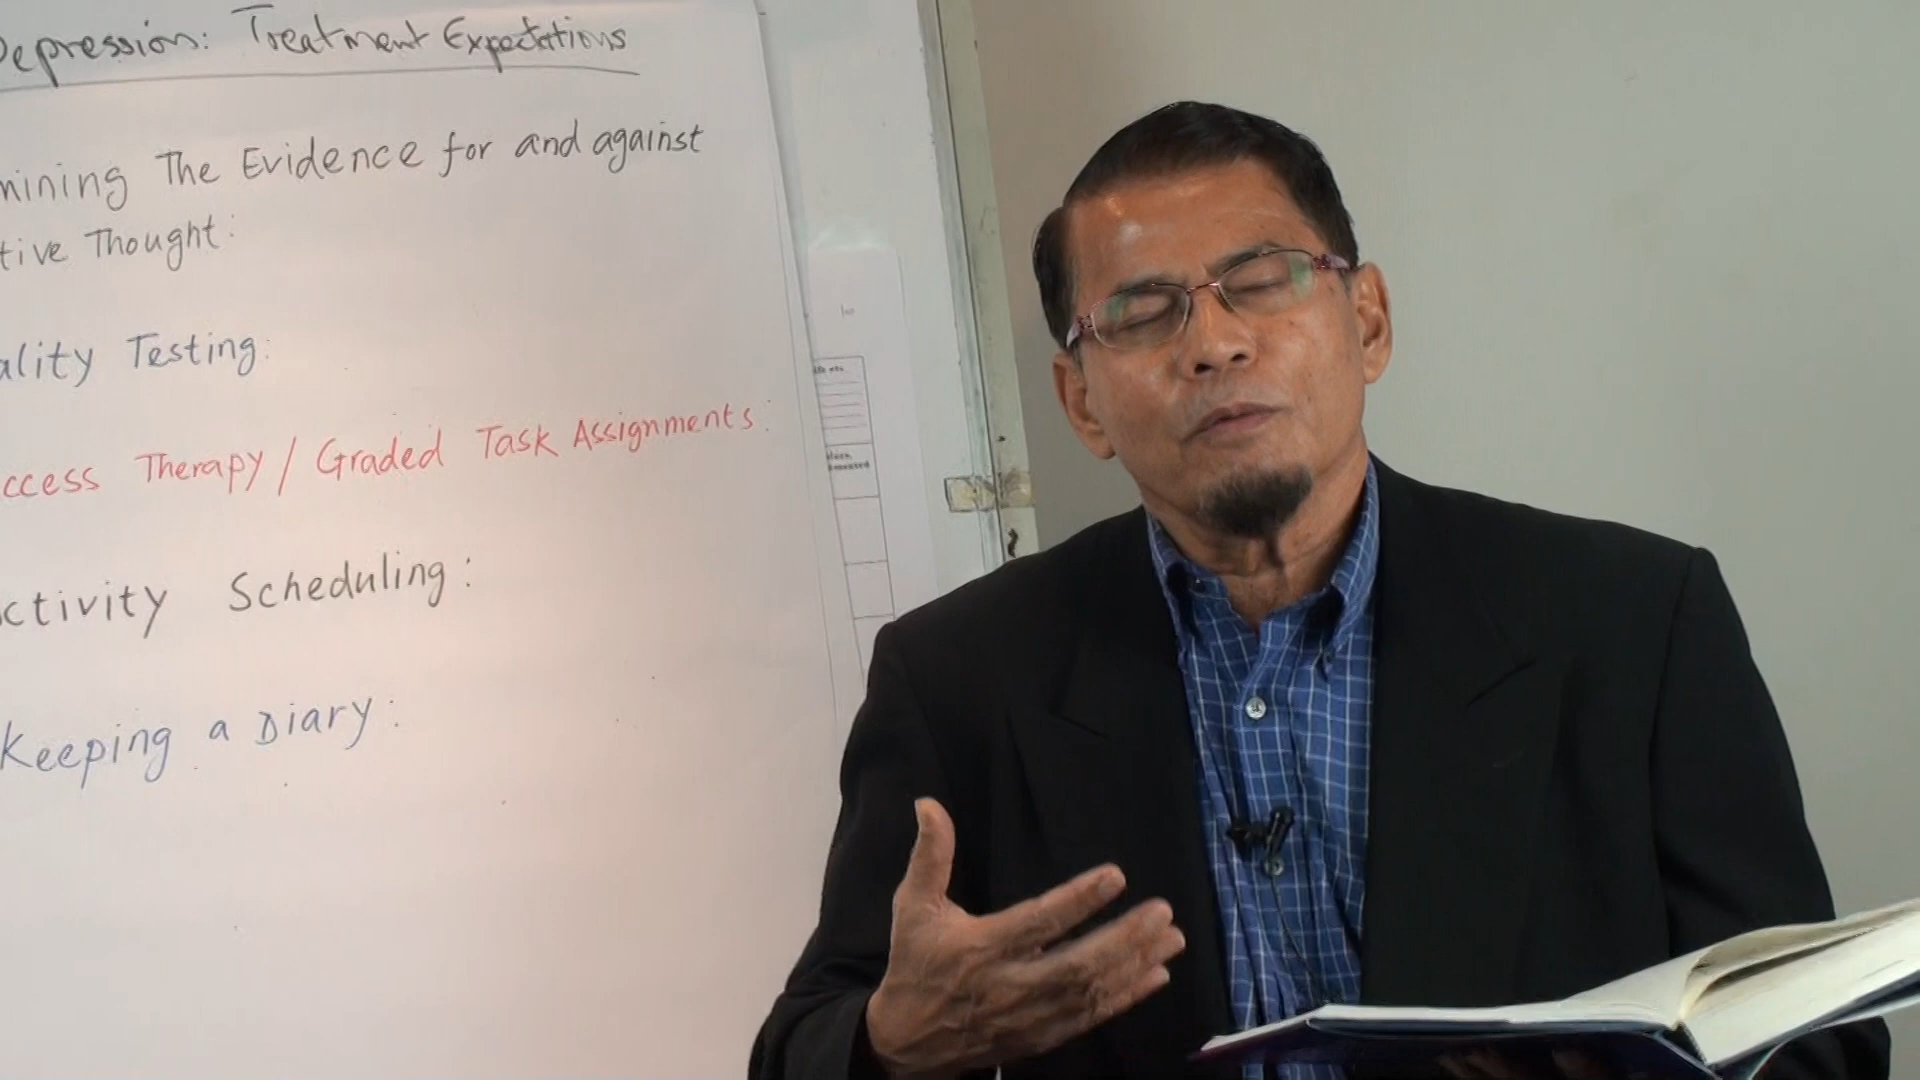 Depression: Treatment Expectations
mining The Evidence for and against
tive Thought:
ality Testing:
ccess Therapy / Graded Task Assignments:
ctivity Scheduling:
Keeping a Diary: